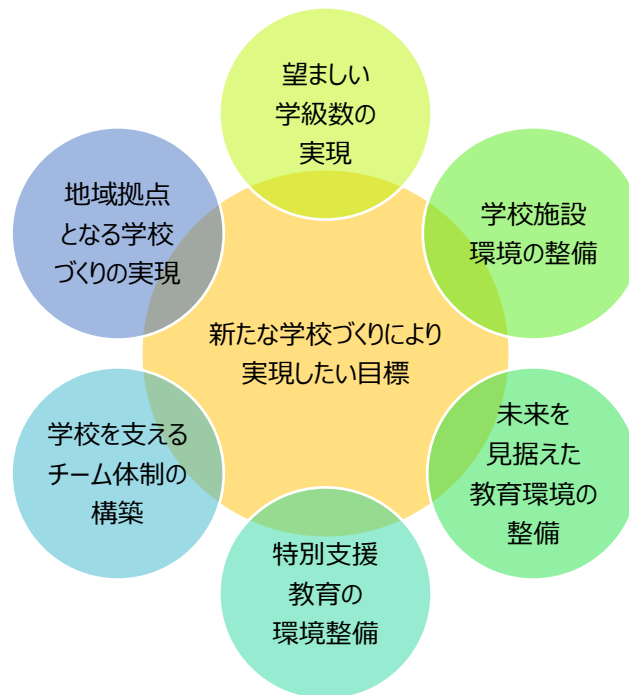 望ましい
学級数の
実現
学校施設
環境の整備
未来を
見据えた
教育環境の
整備
特別支援
教育の
環境整備
学校を支える
チーム体制の
構築
地域拠点
となる学校
づくりの実現
新たな学校づくりにより
実現したい目標